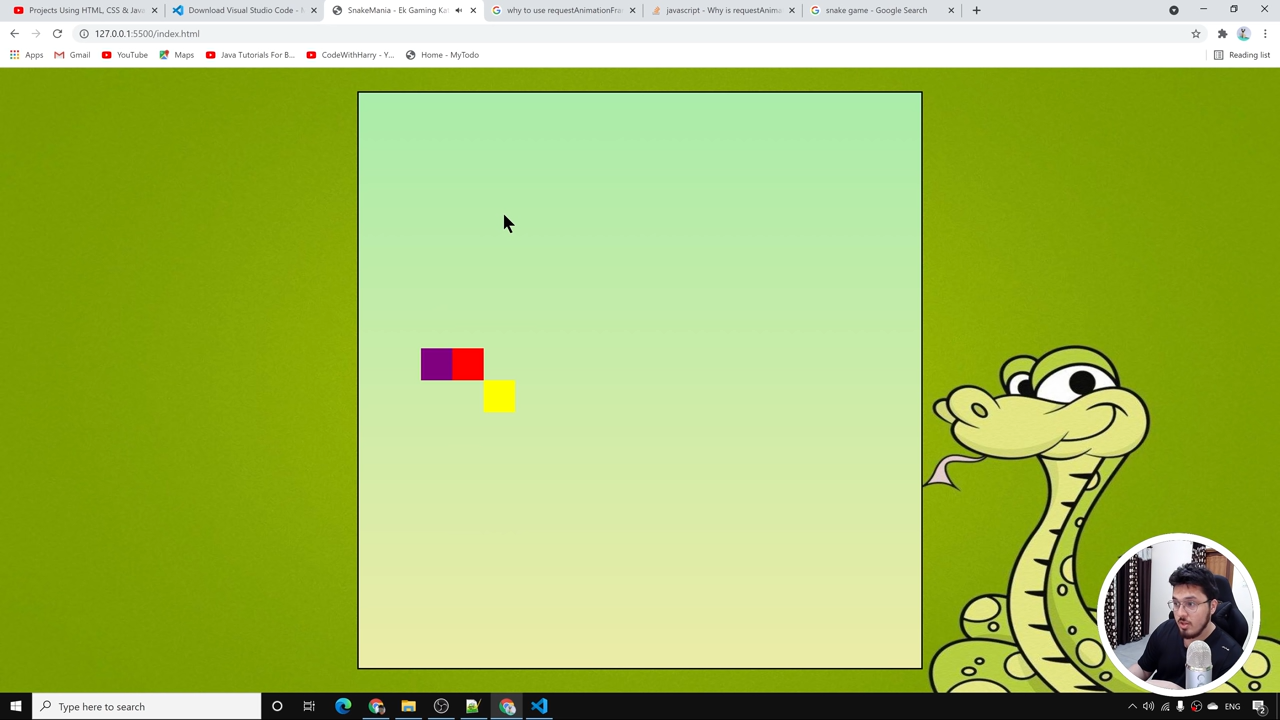 Projects Using HTML, CSS & Java
Download Visual Studio Code - M
SnakeMania - Ek Gaming Ka
why to use requestAnimationFra
javascript - Why is requestAnima
snake game - Google Search
127.0.0.1:5500/index.html
Apps
Gmail
YouTube
Maps
Java Tutorials For B...
CodeWithHarry - Y...
Home - MyTodo
Reading list
Type here to search
ENG
2